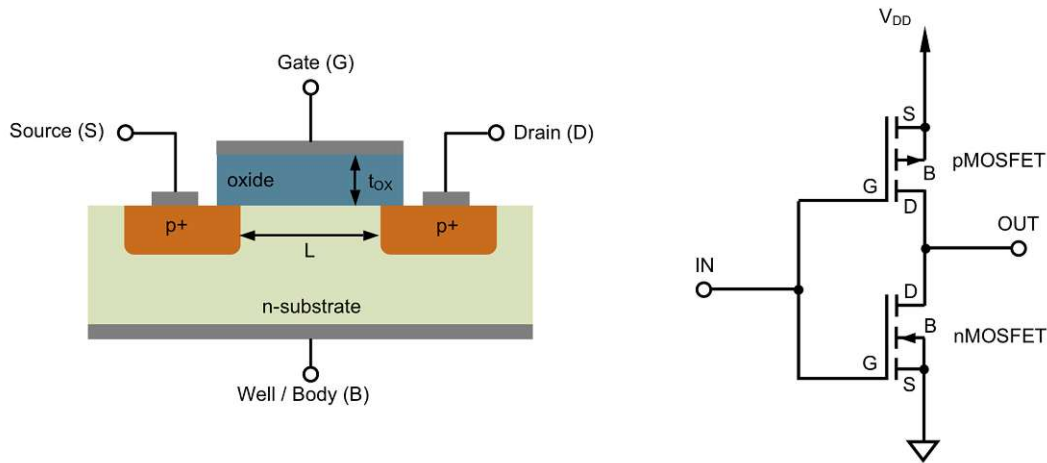 Gate (G)
Source (S)
Drain (D)
oxide
tOX
p+
p+
L
n-substrate
Well / Body (B)
VDD
S
B
pMOSFET
G
D
OUT
IN
D
B
nMOSFET
G
S